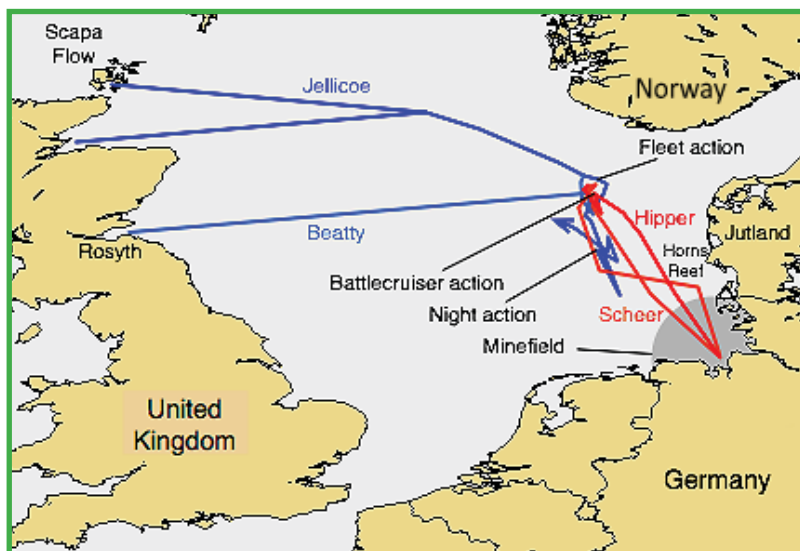 Scapa
Flow
Jellicoe
Norway
Fleet action
Hipper
Jutland
Beatty
Rosyth
Horns
Reef
Battlecruiser action
Night action
Scheer
Minefield
United
Kingdom
Germany